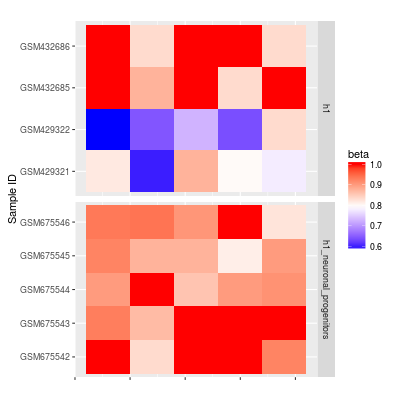 Sample ID
GSM432686
GSM432685
GSM429322
GSM429321
h1
GSM675546
GSM675545
GSM675544
GSM675543
GSM675542
h1_neuronal_progenitors
beta
1.0
0.9
0.8
0.7
0.6